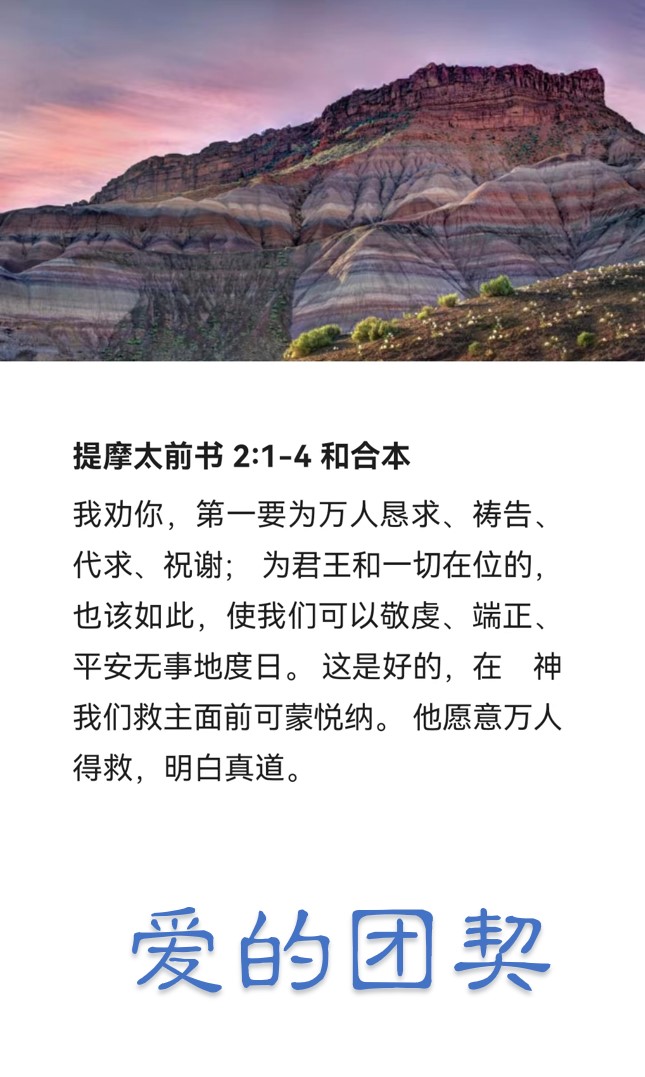 提摩太前书 2:1-4 和合本
我劝你，第一要为万人恳求、祷告、
代求、祝谢； 为君王和一切在位的，
也该如此，使我们可以敬虔、端正、
平安无事地度日。 这是好的，在　神
我们救主面前可蒙悦纳。 他愿意万人
得救，明白真道。
爱的团契